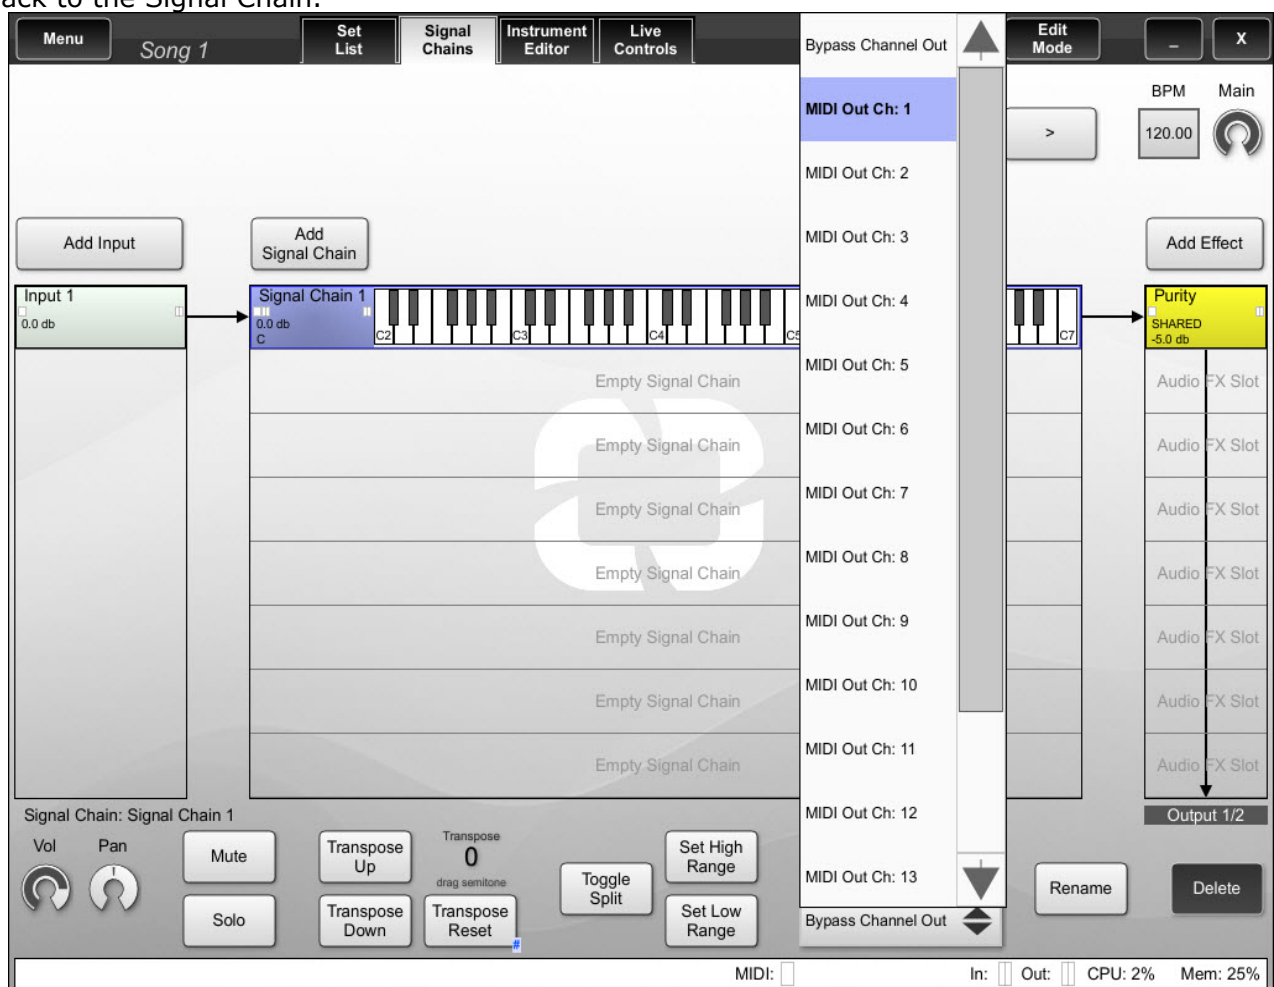 ack to the Signal Chain.
Menu
Song 1
Set
List
Signal
Chains
Instrument
Editor
Live
Controls
Bypass Channel Out
Edit
Mode
_
X
MIDI Out Ch: 1
MIDI Out Ch: 2
MIDI Out Ch: 3
MIDI Out Ch: 4
MIDI Out Ch: 5
MIDI Out Ch: 6
MIDI Out Ch: 7
MIDI Out Ch: 8
MIDI Out Ch: 9
MIDI Out Ch: 10
MIDI Out Ch: 11
MIDI Out Ch: 12
MIDI Out Ch: 13
Bypass Channel Out
>
BPM
Main
120.00
Add Input
Add
Signal Chain
Add Effect
Input 1
0.0 db
Signal Chain 1
0.0 db
C
C2
C3
C4
C5
C7
Purity
SHARED
-5.0 db
Empty Signal Chain
Empty Signal Chain
Empty Signal Chain
Empty Signal Chain
Empty Signal Chain
Empty Signal Chain
Empty Signal Chain
Audio FX Slot
Audio FX Slot
Audio FX Slot
Audio FX Slot
Audio FX Slot
Audio FX Slot
Audio FX Slot
Output 1/2
Signal Chain: Signal Chain 1
Vol
Pan
Mute
Solo
Transpose
Up
Transpose
Down
Transpose
0
drag semitone
Transpose
Reset
#
Toggle
Split
Set High
Range
Set Low
Range
Rename
Delete
MIDI:
In:
Out:
CPU: 2%
Mem: 25%